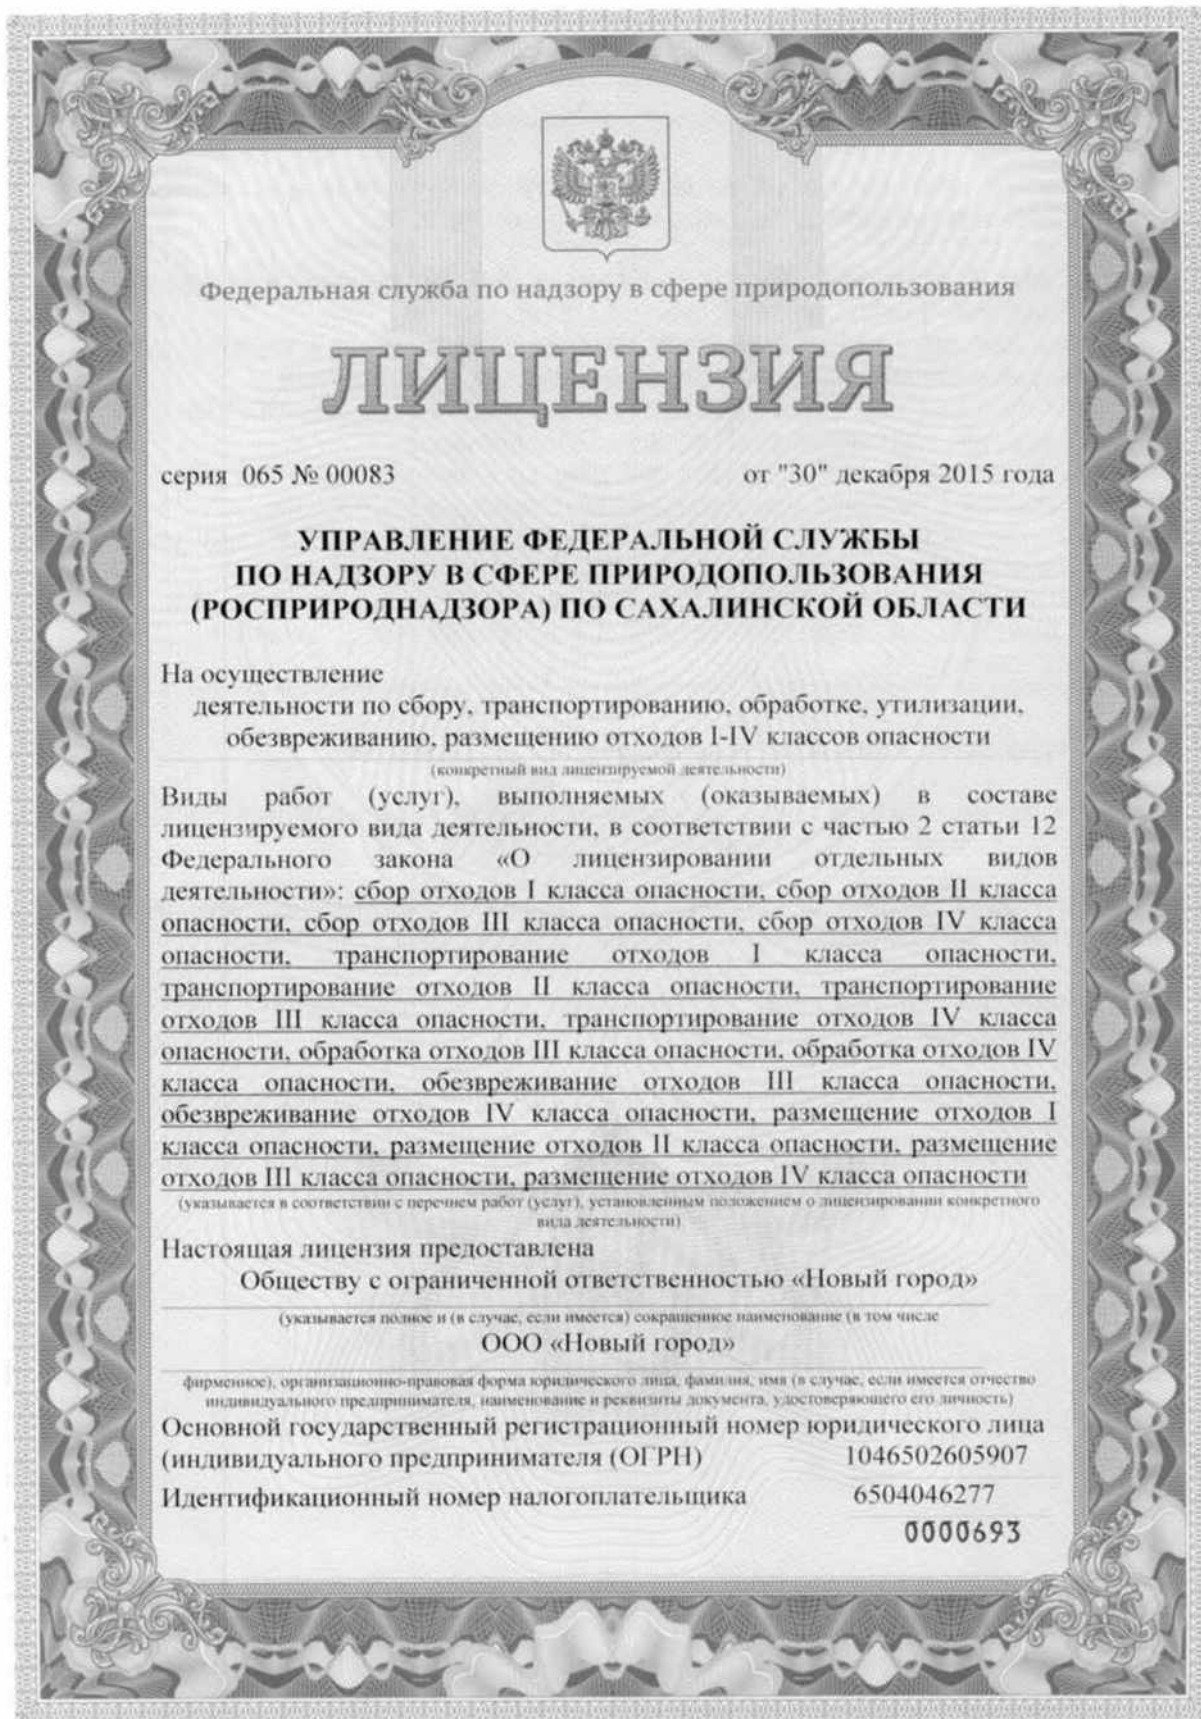 Федеральная служба по надзору в сфере природопользования
ЛИЦЕНЗИЯ
серия 065 № 00083 от "30" декабря 2015 года
УПРАВЛЕНИЕ ФЕДЕРАЛЬНОЙ СЛУЖБЫ
ПО НАДЗОРУ В СФЕРЕ ПРИРОДОПОЛЬЗОВАНИЯ
(РОСПРИРОДНАДЗОРА) ПО САХАЛИНСКОЙ ОБЛАСТИ
На осуществление
деятельности по сбору, транспортированию, обработке, утилизации,
обезвреживанию, размещению отходов I-IV классов опасности
(конкретный вид лицензируемой деятельности)
Виды работ (услуг), выполняемых (оказываемых) в составе
лицензируемого вида деятельности, в соответствии с частью 2 статьи 12
Федерального закона «О лицензировании отдельных видов
деятельности»: сбор отходов I класса опасности, сбор отходов II класса
опасности, сбор отходов III класса опасности, сбор отходов IV класса
опасности, транспортирование отходов I класса опасности,
транспортирование отходов II класса опасности, транспортирование
отходов III класса опасности, транспортирование отходов IV класса
опасности, обработка отходов III класса опасности, обработка отходов IV
класса опасности, обезвреживание отходов III класса опасности,
обезвреживание отходов IV класса опасности, размещение отходов I
класса опасности, размещение отходов II класса опасности, размещение
отходов III класса опасности, размещение отходов IV класса опасности
(указывается в соответствии с перечнем работ (услуг), установленным положением о лицензировании конкретного
вида деятельности)
Настоящая лицензия предоставлена
Обществу с ограниченной ответственностью «Новый город»
(указывается полное и (в случае, если имеется) сокращенное наименование (в том числе
ООО «Новый город»
фирменное), организационно-правовая форма юридического лица, фамилия, имя (в случае, если имеется отчество
индивидуального предпринимателя, наименование и реквизиты документа, удостоверяющего его личность)
Основной государственный регистрационный номер юридического лица
(индивидуального предпринимателя (ОГРН) 1046502605907
Идентификационный номер налогоплательщика 6504046277
0000693